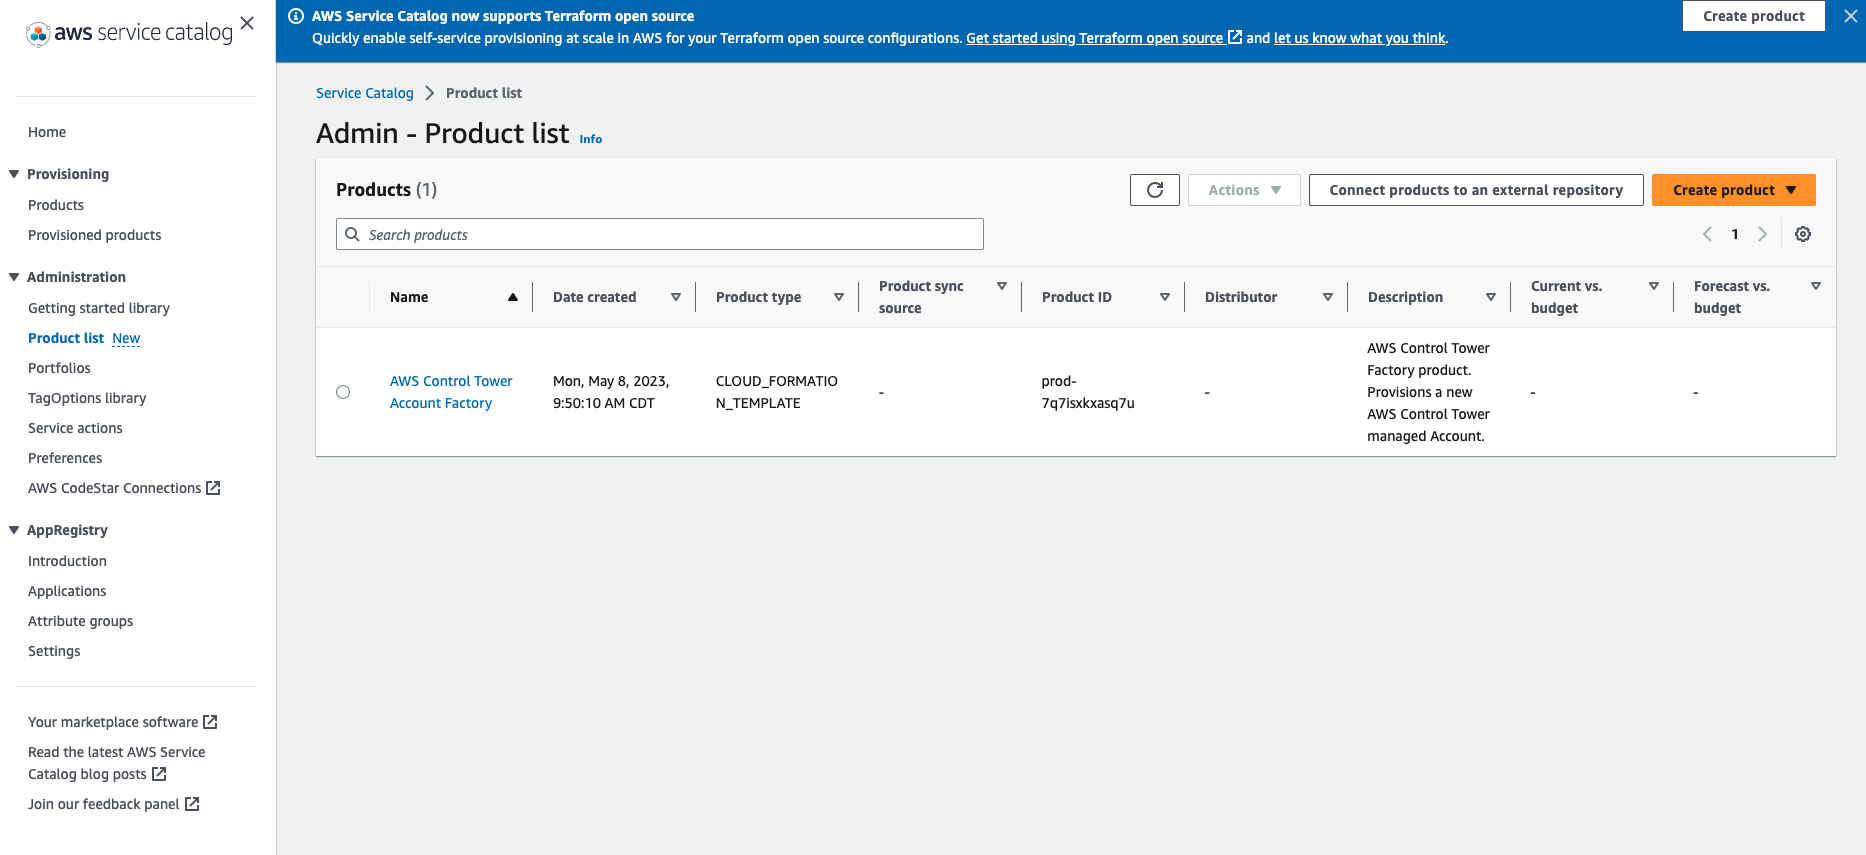 aws service catalog
Home
Provisioning
Products
Provisioned products
Administration
Getting started library
Product list New
Portfolios
TagOptions library
Service actions
Preferences
AWS CodeStar Connections
AppRegistry
Introduction
Applications
Attribute groups
Settings
Your marketplace software
Read the latest AWS Service
Catalog blog posts
Join our feedback panel
AWS Service Catalog now supports Terraform open source
Quickly enable self-service provisioning at scale in AWS for your Terraform open source configurations. Get started using Terraform open source and let us know what you think.
Create product
Service Catalog Product list
Admin - Product list Info
Products (1)
Actions
Connect products to an external repository
Create product
Search products
1
Name
Date created
Product type
Product sync
source
Product ID
Distributor
Description
Current vs.
budget
Forecast vs.
budget
AWS Control Tower
Account Factory
Mon, May 8, 2023,
9:50:10 AM CDT
CLOUD_FORMATIO
N_TEMPLATE
-
prod-
7q7isxkxasq7u
-
AWS Control Tower
Factory product.
Provisions a new
AWS Control Tower
managed Account.
-
-